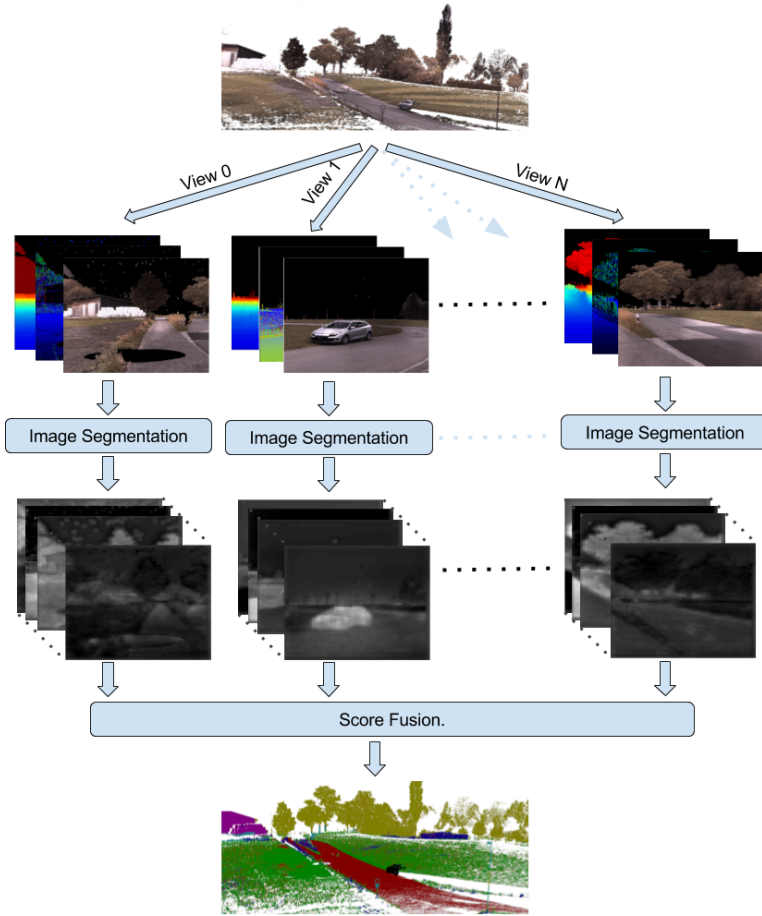 View 0
View 1
View N
Image Segmentation
Image Segmentation
Image Segmentation
Score Fusion.